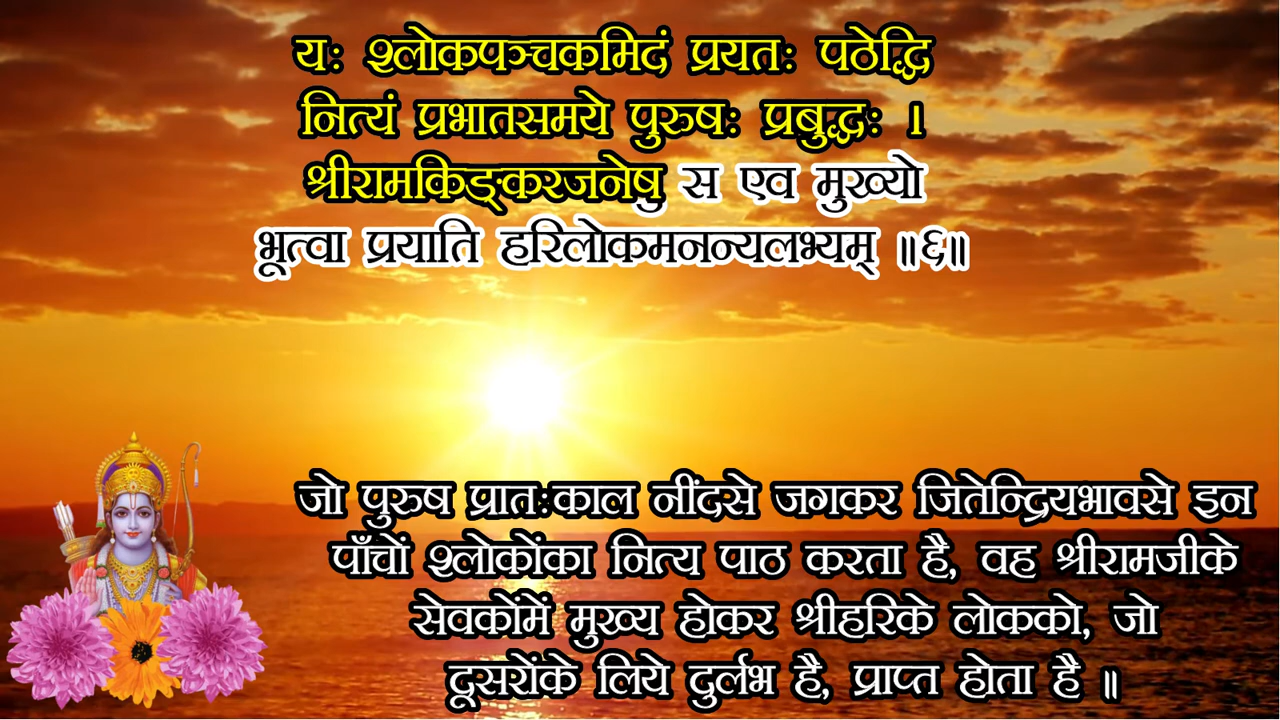 यः श्लोकपञ्चकमिदं प्रयतः पठेद्धि
नित्यं प्रभातसमये पुरुषः प्रबुद्धः ।
श्रीरामकिङ्करजनेषु स एव मुख्यो
भूत्वा प्रयाति हरिलोकमनन्यलभ्यम् ॥६॥
जो पुरुष प्रातःकाल नींदसे जगकर जितेन्द्रियभावसे इन
पाँचों श्लोकोंका नित्य पाठ करता है, वह श्रीरामजीके
सेवकोंमें मुख्य होकर श्रीहरिके लोकको, जो
दूसरोंके लिये दुर्लभ है, प्राप्त होता है ॥